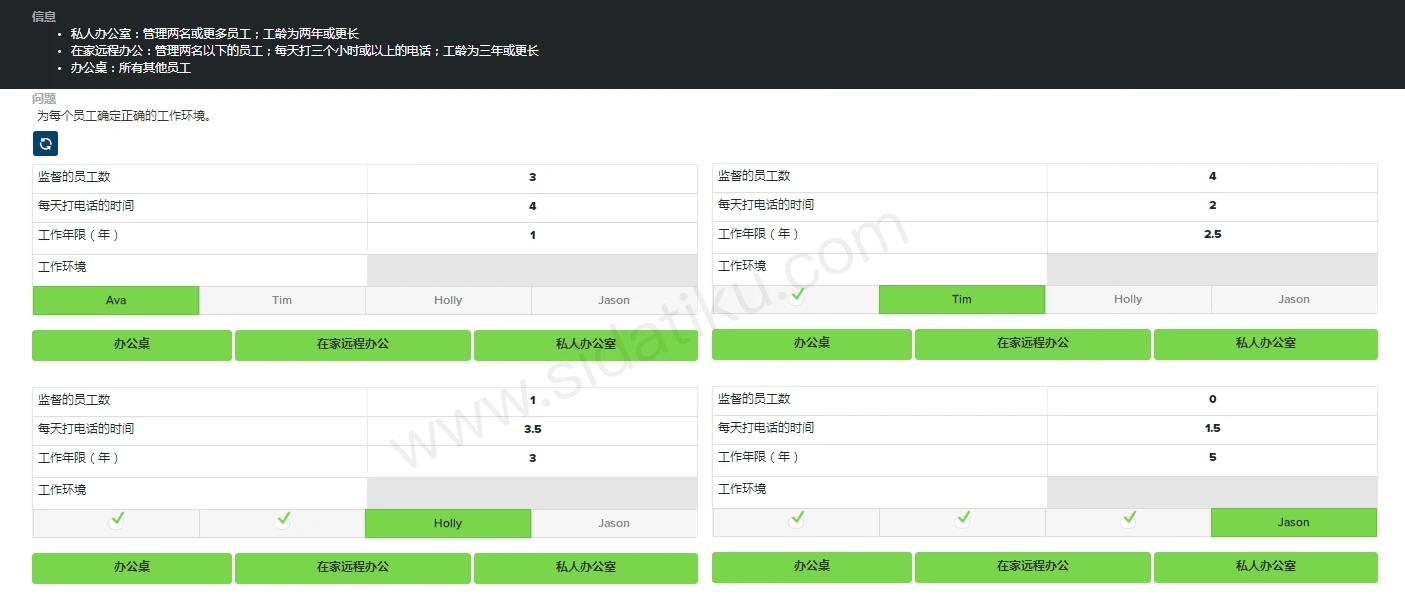 信息
• 私人办公室：管理两名或更多员工；工龄为两年或更长
• 在家远程办公：管理两名以下的员工；每天打三个小时或以上的电话；工龄为三年或更长
• 办公桌：所有其他员工
问题
为每个员工确定正确的工作环境。
监督的员工数 3
每天打电话的时间 4
工作年限（年） 1
工作环境
Ava Tim Holly Jason
办公桌 在家远程办公 私人办公室
监督的员工数 4
每天打电话的时间 2
工作年限（年） 2.5
工作环境
Tim Holly Jason
办公桌 在家远程办公 私人办公室
监督的员工数 1
每天打电话的时间 3.5
工作年限（年） 3
工作环境
Holly Jason
办公桌 在家远程办公 私人办公室
监督的员工数 0
每天打电话的时间 1.5
工作年限（年） 5
工作环境
Jason
办公桌 在家远程办公 私人办公室
www.sidatiku.com